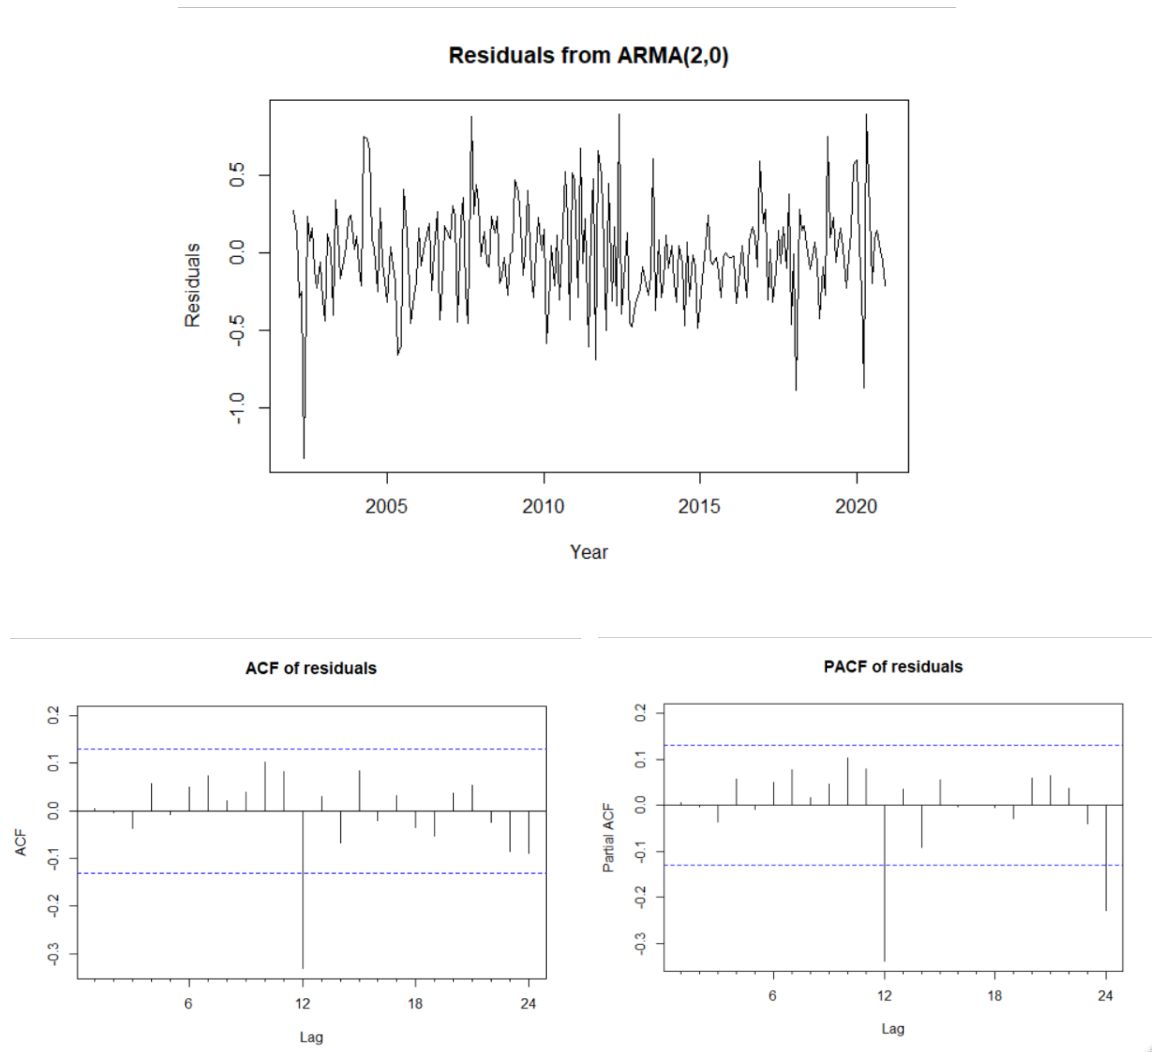 Residuals from ARMA(2,0)
Residuals
0.5
0.0
-0.5
-1.0
2005 2010 2015 2020
Year
ACF of residuals
ACF
0.2
0.1
0.0
-0.1
-0.2
-0.3
6 12 18 24
Lag
PACF of residuals
Partial ACF
0.2
0.1
0.0
-0.1
-0.2
-0.3
6 12 18 24
Lag